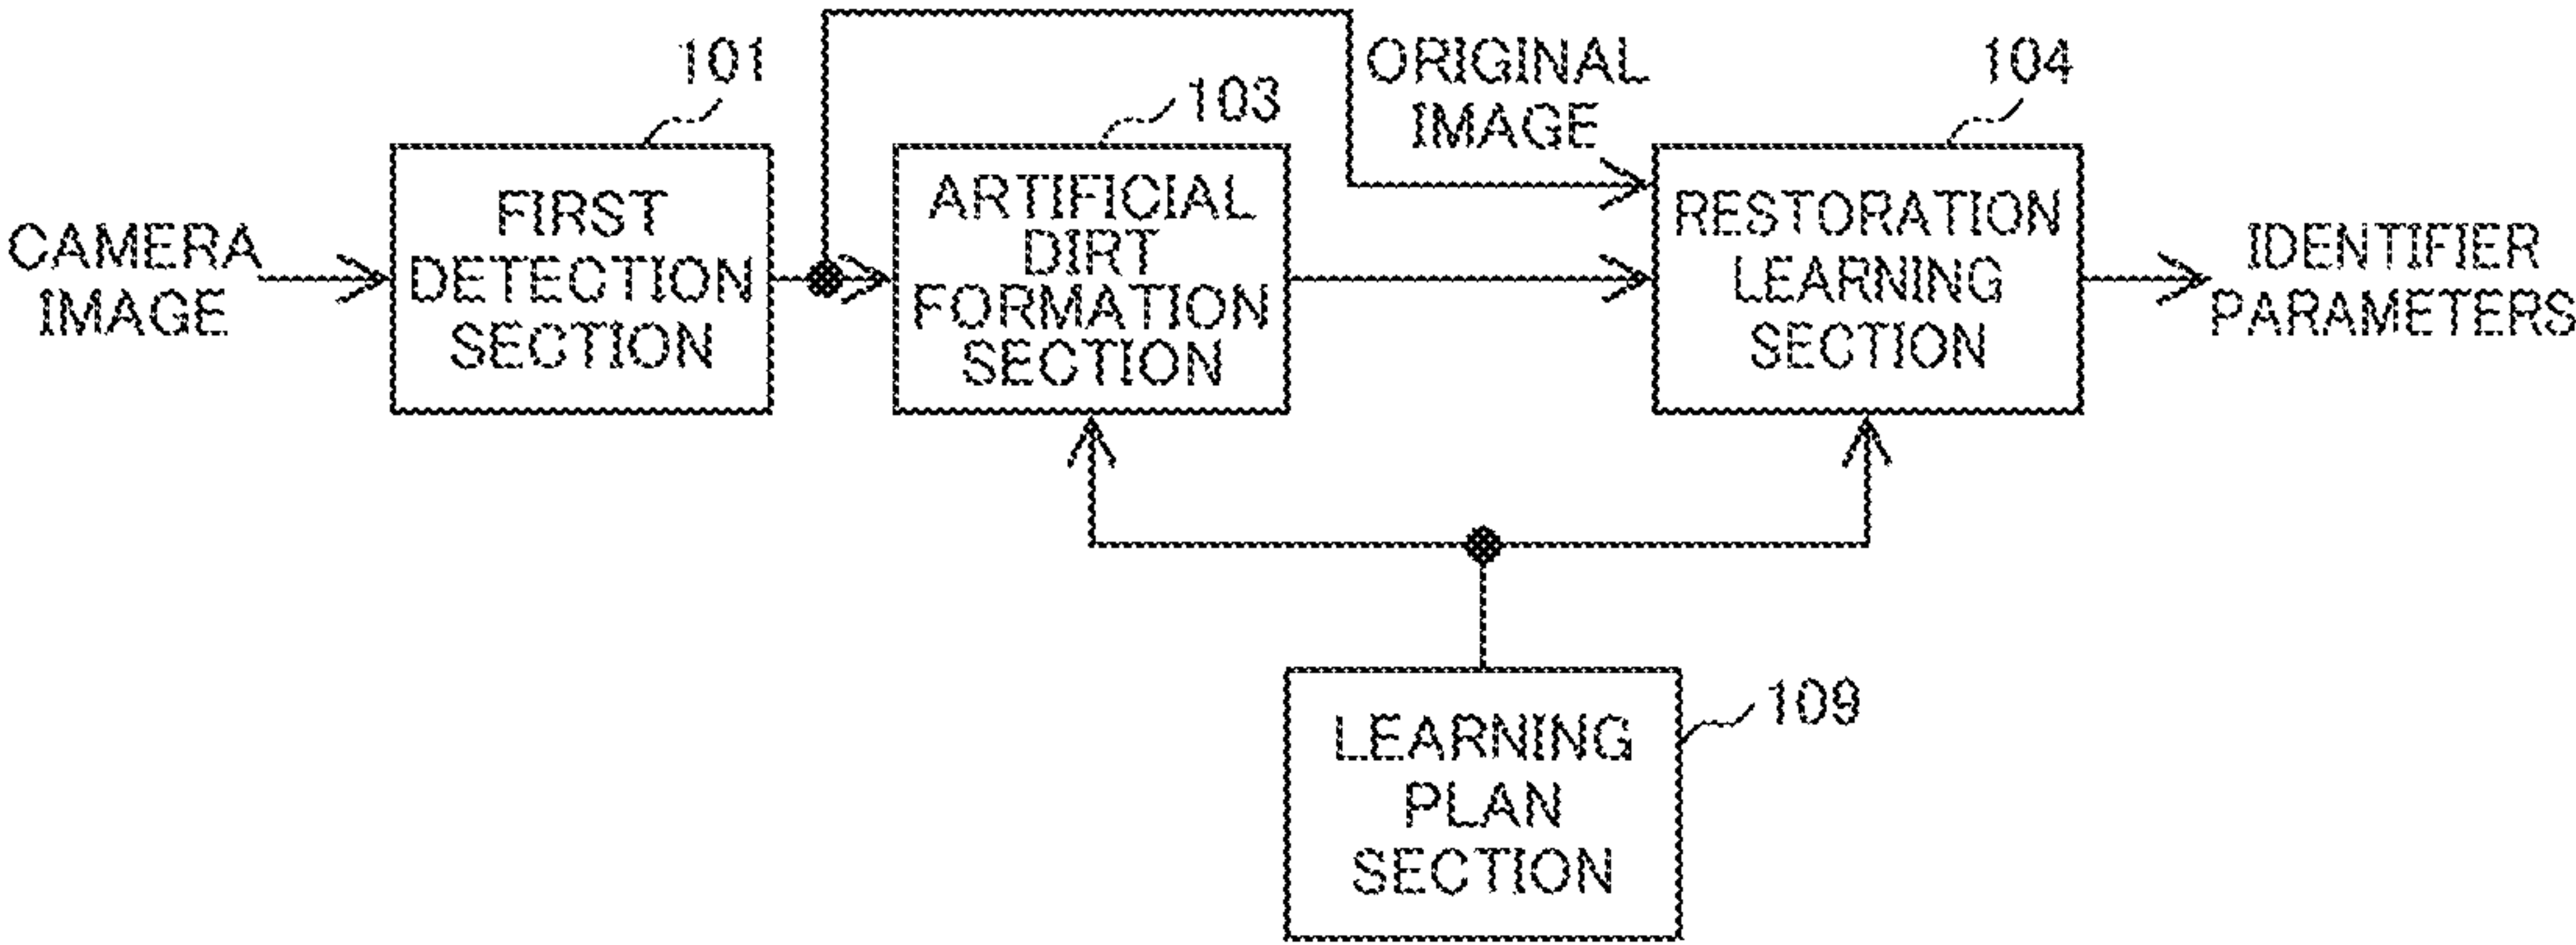 CAMERA
IMAGE
101
FIRST
DETECTION
SECTION
103
ARTIFICIAL
DIRT
FORMATION
SECTION
ORIGINAL
IMAGE
104
RESTORATION
LEARNING
SECTION
IDENTIFIER
PARAMETERS
109
LEARNING
PLAN
SECTION